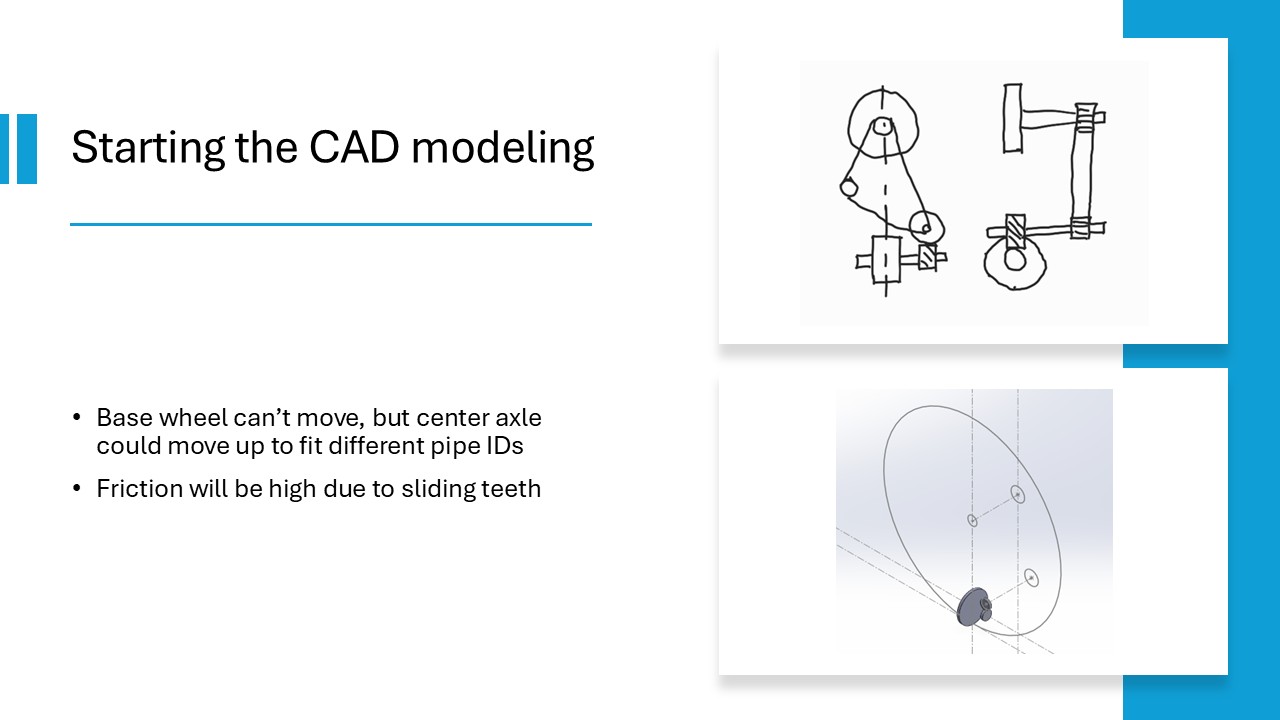 Starting the CAD modeling
• Base wheel can’t move, but center axle
could move up to fit different pipe IDs
• Friction will be high due to sliding teeth